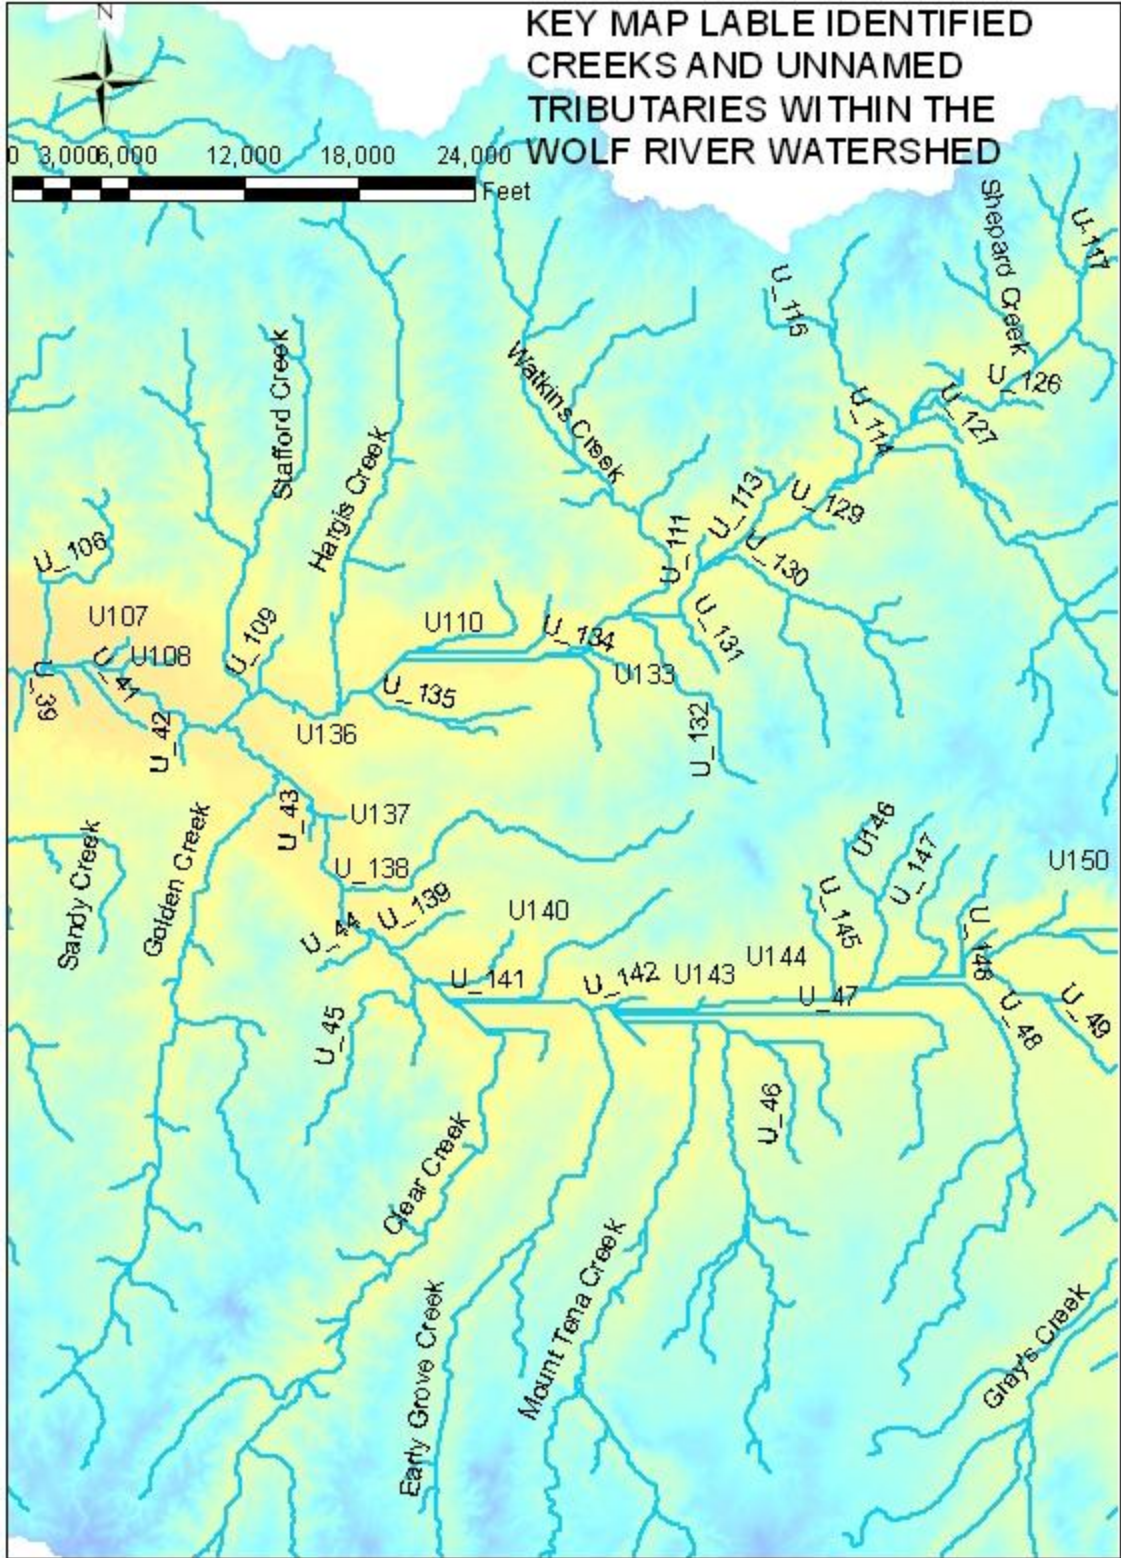 N
KEY MAP LABLE IDENTIFIED
CREEKS AND UNNAMED
TRIBUTARIES WITHIN THE
WOLF RIVER WATERSHED
0 3,000 6,000 12,000 18,000 24,000
Feet
Shepard Creek
U-117
U_115
Stafford Creek
Watkins Creek
U_126
U_127
U_114
Hargis Creek
U_113
U_129
U_111
U_130
U_106
U107
U_109
U110
U_134
U_131
U108
U_41
U_39
U_135
U133
U_132
U_42
U136
U_43
U137
Sandy Creek
Golden Creek
U_138
U146
U_147
U150
U_139
U_44
U140
U_145
U_148
U_141
U_142
U143
U144
U_47
U_45
U_48
U_49
U_46
Clear Creek
Early Grove Creek
Mount Tena Creek
Gray's Creek